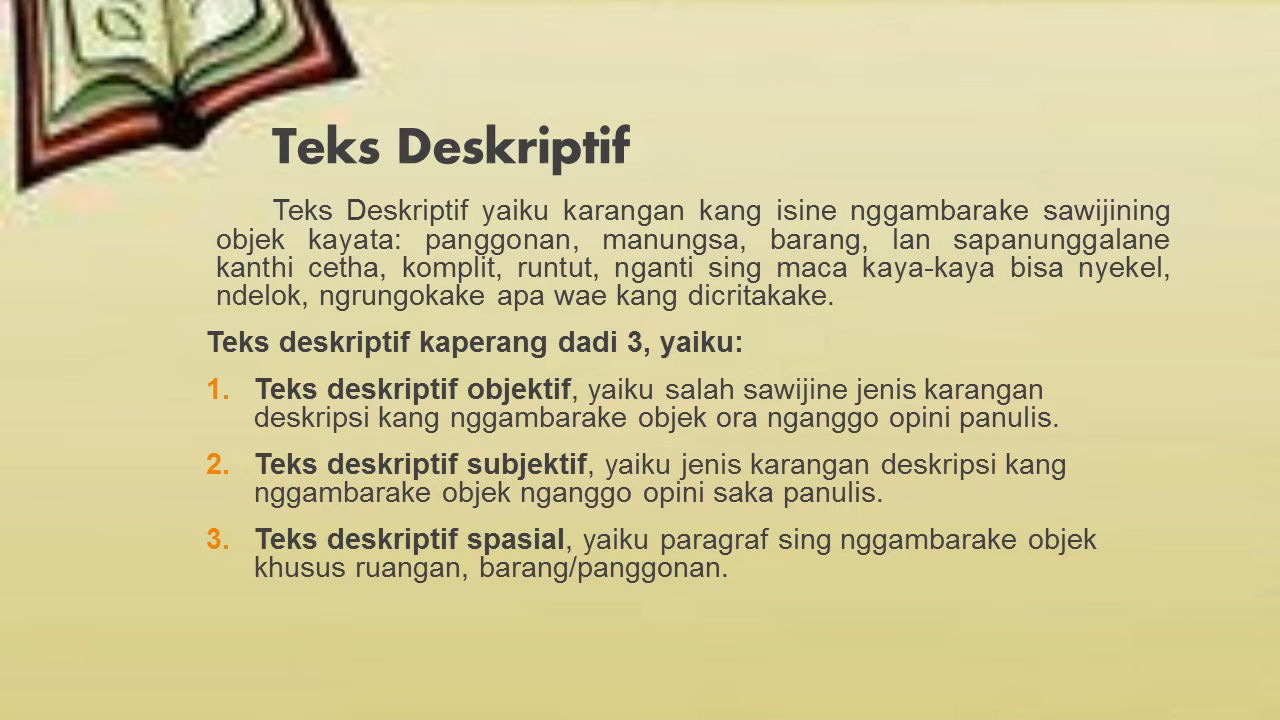 Teks Deskriptif
Teks Deskriptif yaiku karangan kang isine nggambarake sawijining
objek kayata: panggonan, manungsa, barang, lan sapanunggalane
kanthi cetha, komplit, runtut, nganti sing maca kaya-kaya bisa nyekel,
ndelok, ngrungokake apa wae kang dicritakake.
Teks deskriptif kaperang dadi 3, yaiku:
1. Teks deskriptif objektif, yaiku salah sawijine jenis karangan
deskripsi kang nggambarake objek ora nganggo opini panulis.
2. Teks deskriptif subjektif, yaiku jenis karangan deskripsi kang
nggambarake objek nganggo opini saka panulis.
3. Teks deskriptif spasial, yaiku paragraf sing nggambarake objek
khusus ruangan, barang/panggonan.